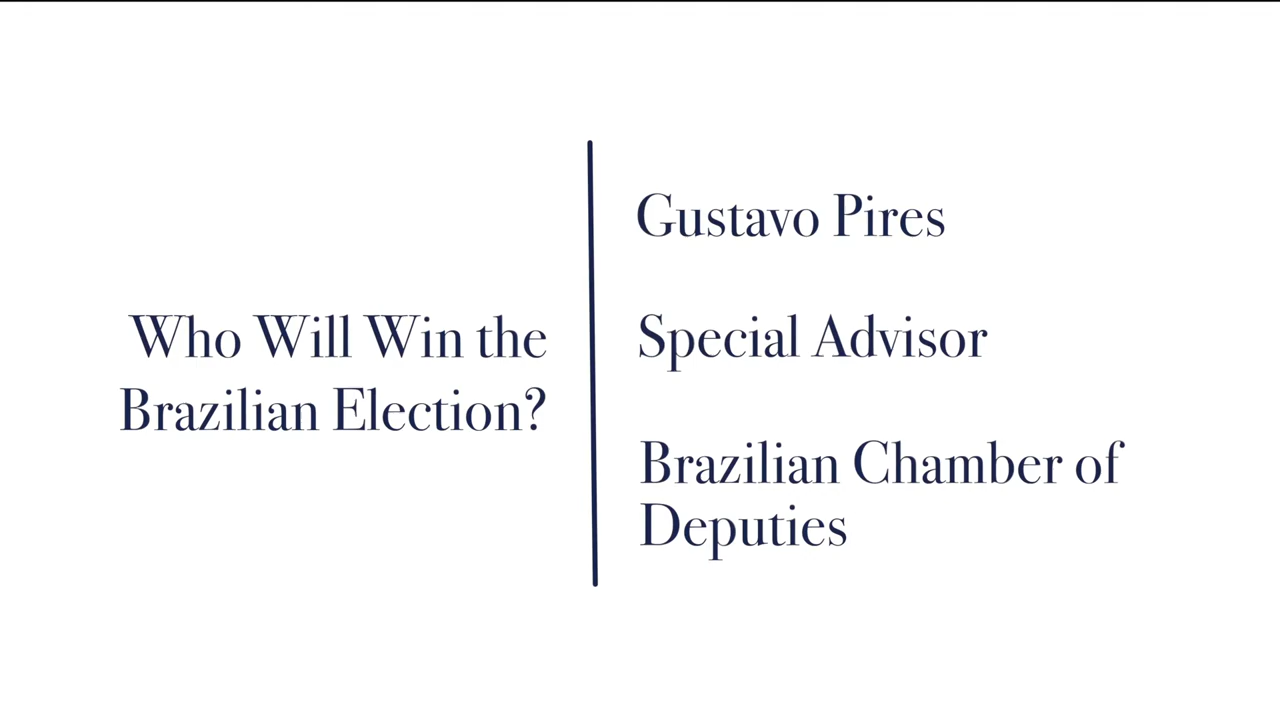 Who Will Win the
Brazilian Election?
Gustavo Pires
Special Advisor
Brazilian Chamber of
Deputies